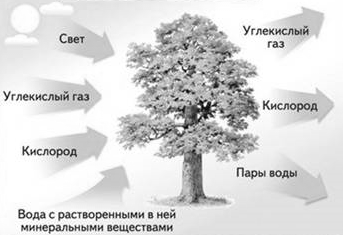 Свет
Углекислый газ
Кислород
Вода с растворенными в ней
минеральными веществами
Углекислый
газ
Кислород
Пары воды